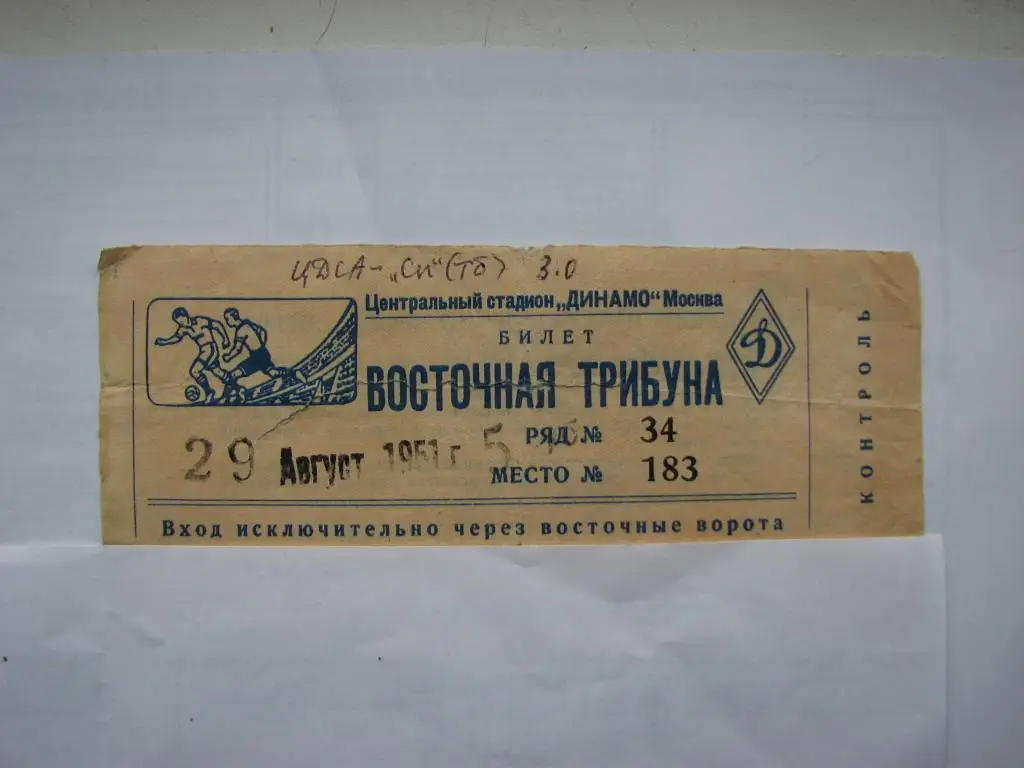 ЦДСА - „Сп“ (Тб) 3.0
Центральный стадион „ДИНАМО“ Москва
БИЛЕТ
ВОСТОЧНАЯ ТРИБУНА
Д
29 Август 1951 г. 5
РЯД № 34
МЕСТО № 183
Вход исключительно через восточные ворота
КОНТРОЛЬ